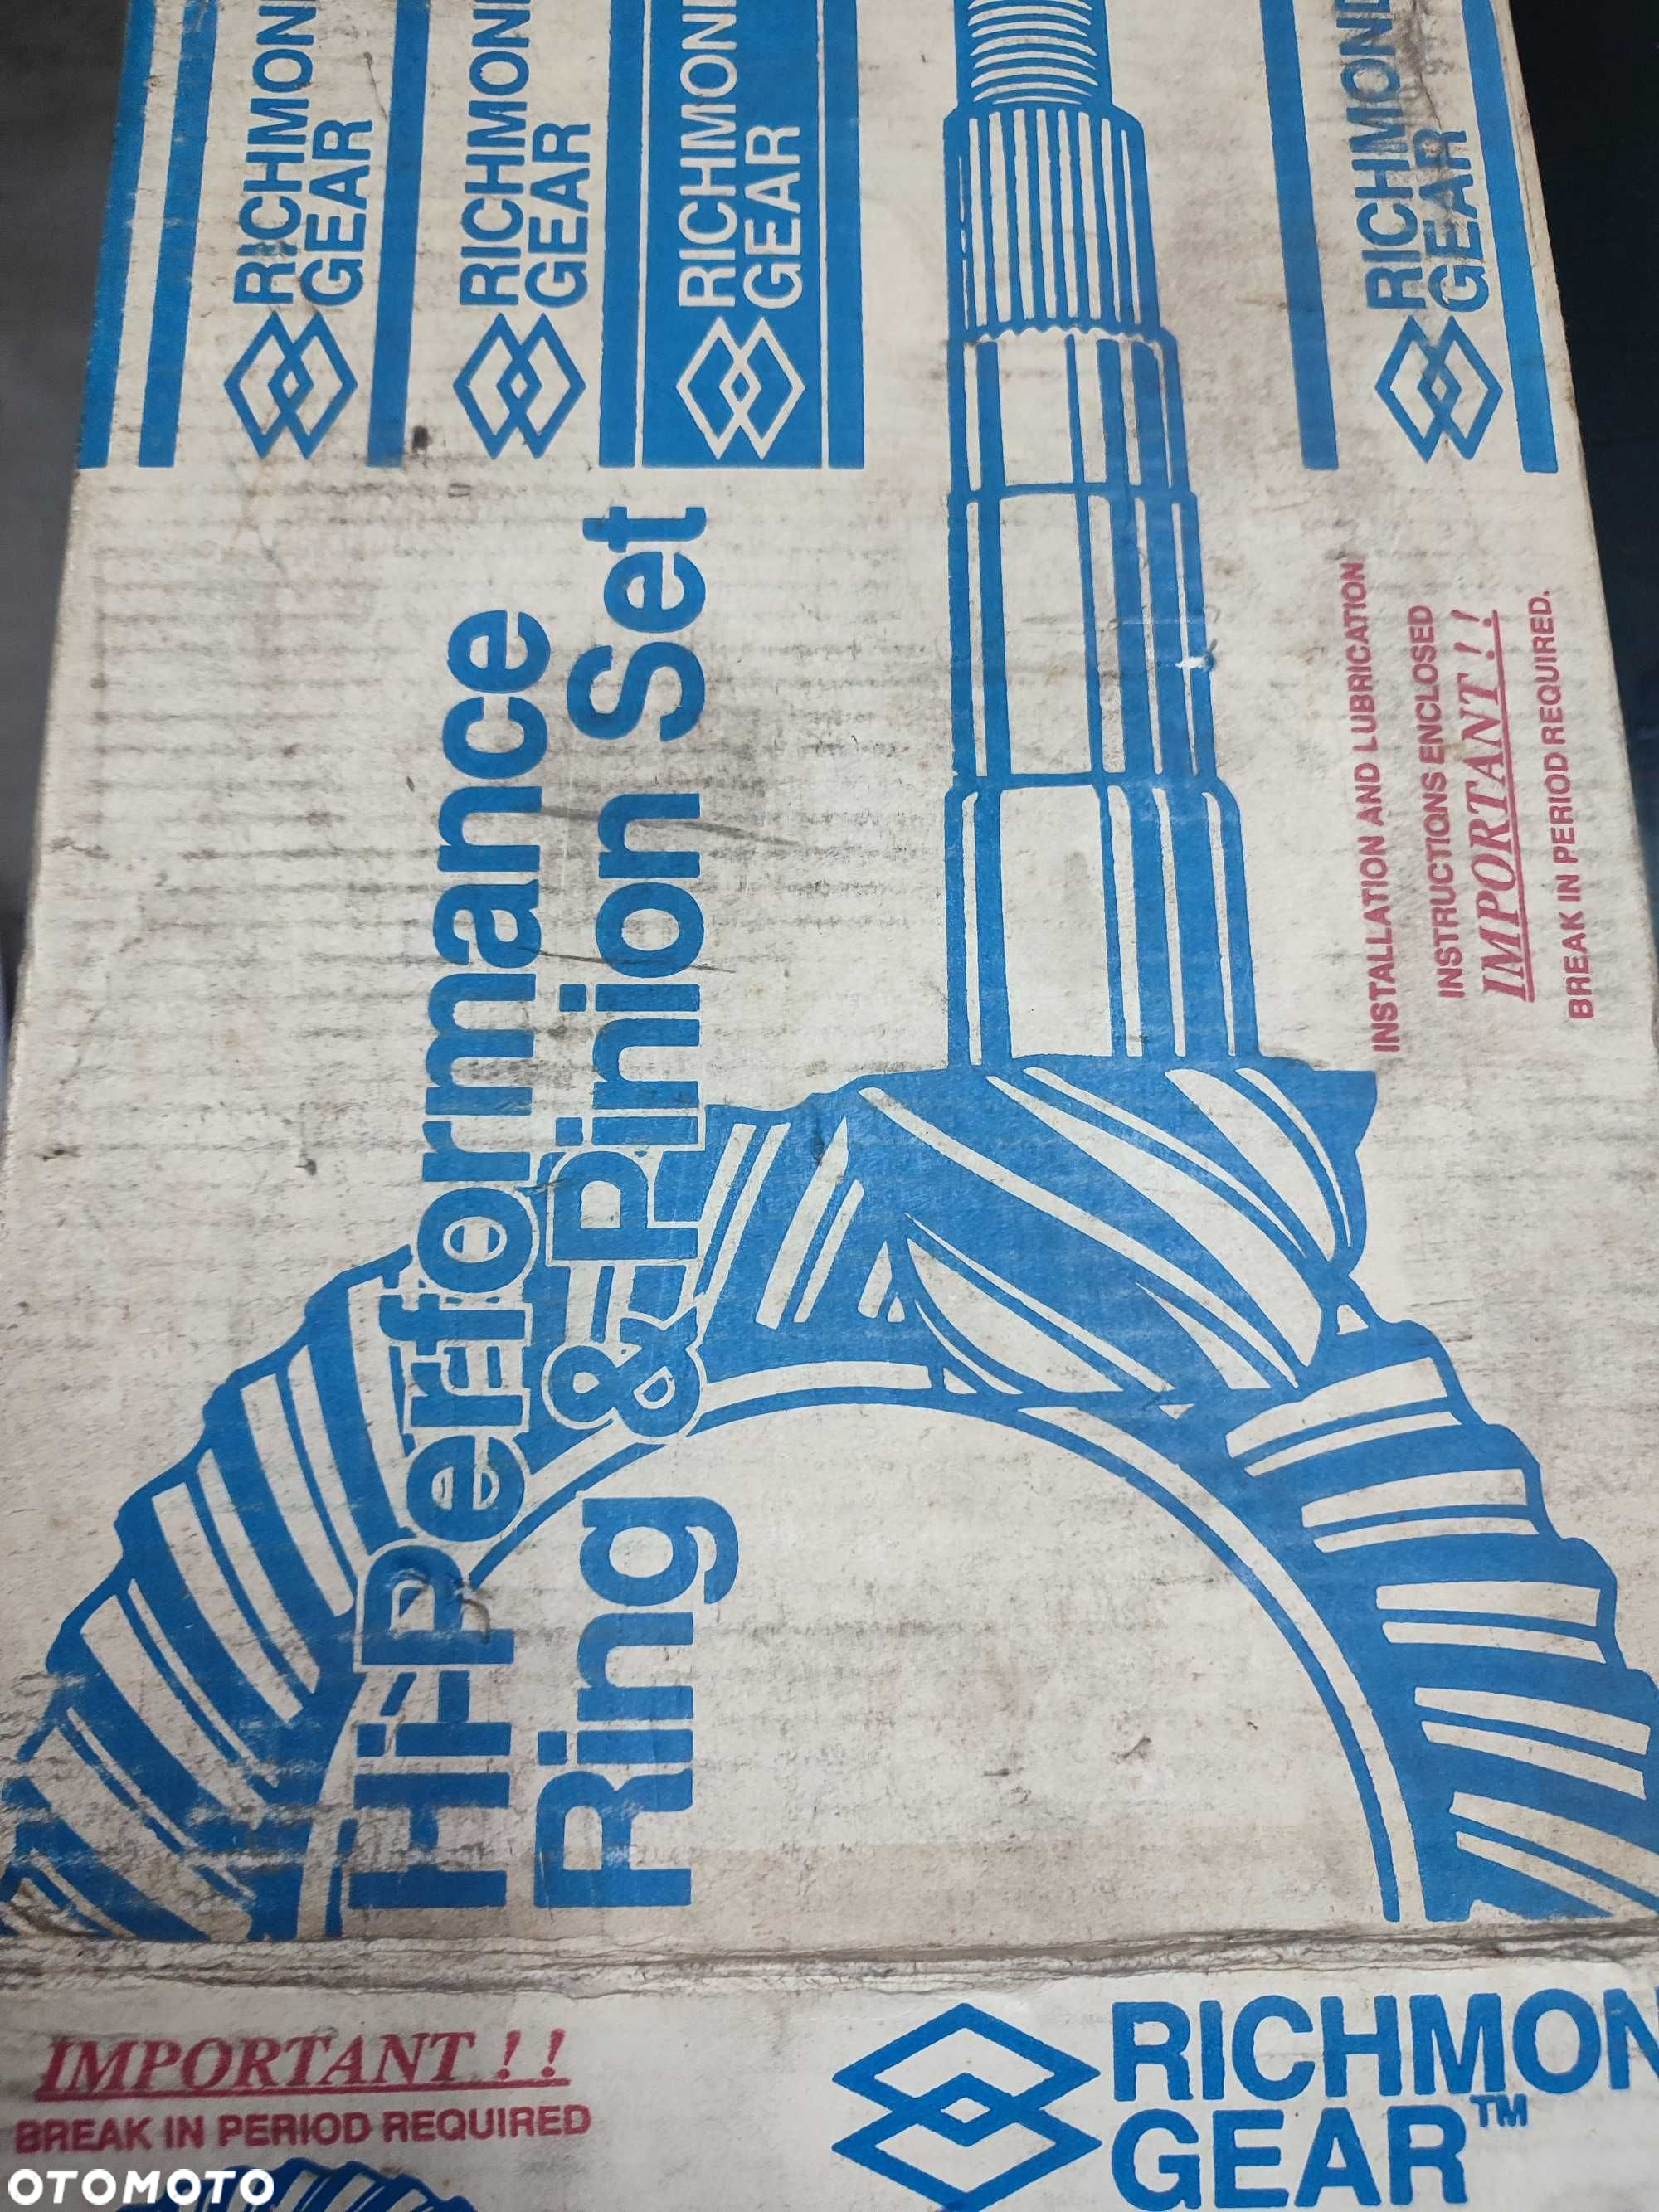 RICHMOND
GEAR
RICHMOND
GEAR
RICHMOND
GEAR
Hi-Performance
Ring & Pinion Set
RICHMOND
GEAR
INSTALLATION AND LUBRICATION
INSTRUCTIONS ENCLOSED
IMPORTANT!!
BREAK IN PERIOD REQUIRED.
IMPORTANT!!
BREAK IN PERIOD REQUIRED
RICHMON
GEAR™
OTOMOTO